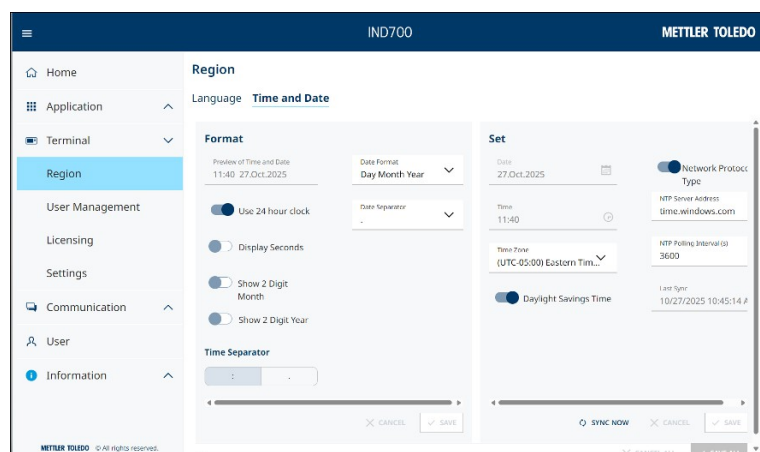 IND700
METTLER TOLEDO
Home
Application
Terminal
Region
User Management
Licensing
Settings
Communication
User
Information
METTLER TOLEDO © All rights reserved.
Region
Language Time and Date
Format
Preview of Time and Date
11:40 27.Oct.2025
Date Format
Day Month Year
Use 24 hour clock
Date Separator
.
Display Seconds
Show 2 Digit
Month
Show 2 Digit Year
Time Separator
: .
CANCEL SAVE
Set
Date
27.Oct.2025
Time
11:40
Time Zone
(UTC-05:00) Eastern Tim...
Daylight Savings Time
Network Protoc
Type
NTP Server Address
time.windows.com
NTP Polling Interval (s)
3600
Last Sync
10/27/2025 10:45:14 A
SYNC NOW CANCEL SAVE